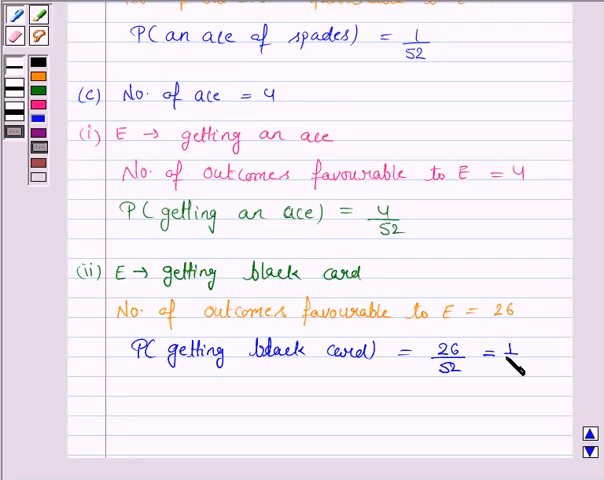 P(an ace of spades) = 1/52
(c) No. of ace = 4
(i) E → getting an ace
No. of outcomes favourable to E = 4
P(getting an ace) = 4/52
(ii) E → getting black card
No. of outcomes favourable to E = 26
P( getting black card) = 26/52 = 1/